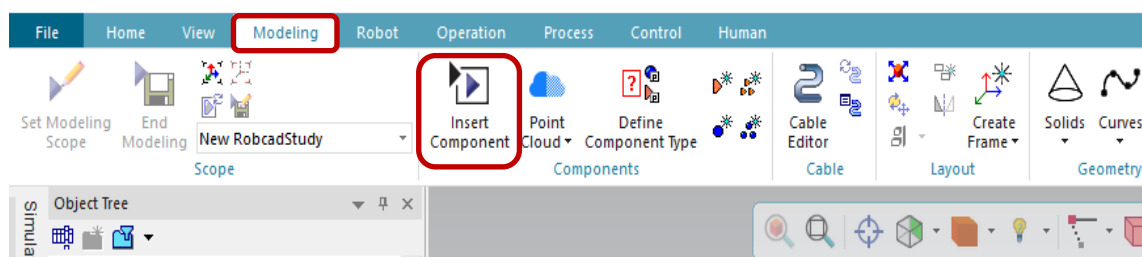 File Home View Modeling Robot Operation Process Control Human
Set Modeling Scope
End Modeling
New RobcadStudy
Scope
Insert Component
Point Cloud
Define Component Type
Components
Cable Editor
Cable
Create Frame
Layout
Solids
Curves
Geometry
Simula
Object Tree